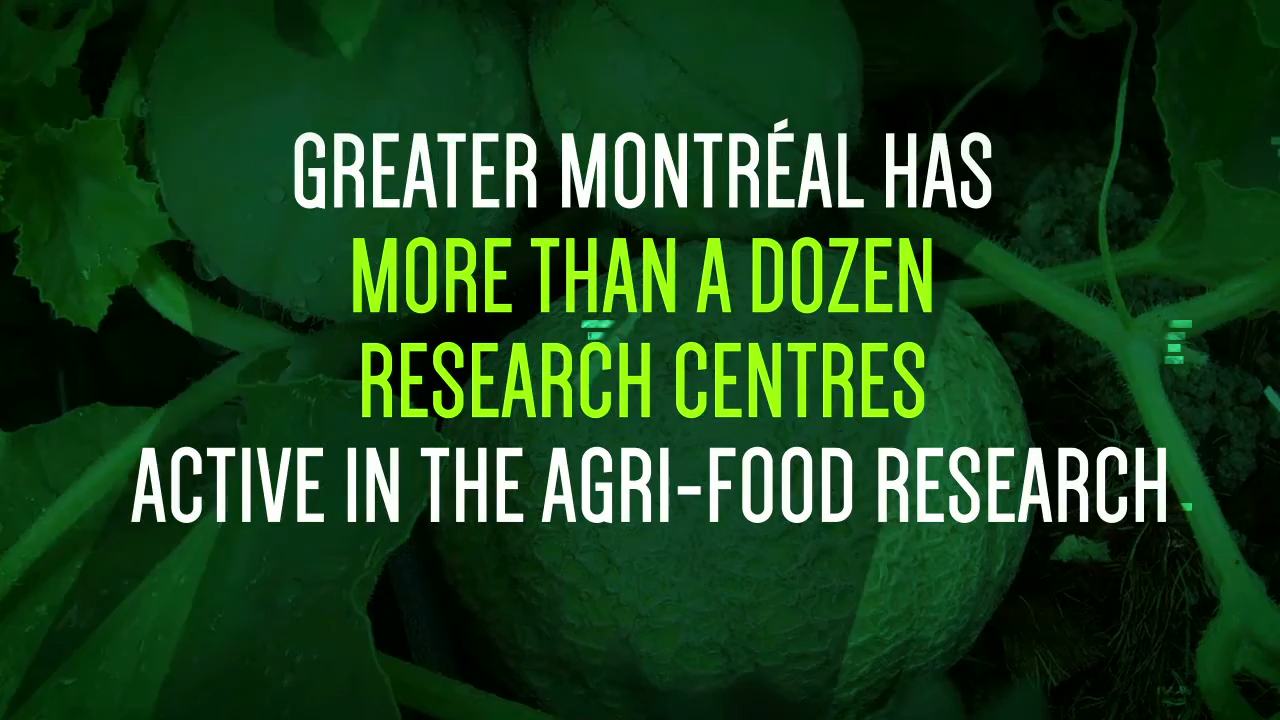 GREATER MONTRÉAL HAS
MORE THAN A DOZEN
RESEARCH CENTRES
ACTIVE IN THE AGRI-FOOD RESEARCH